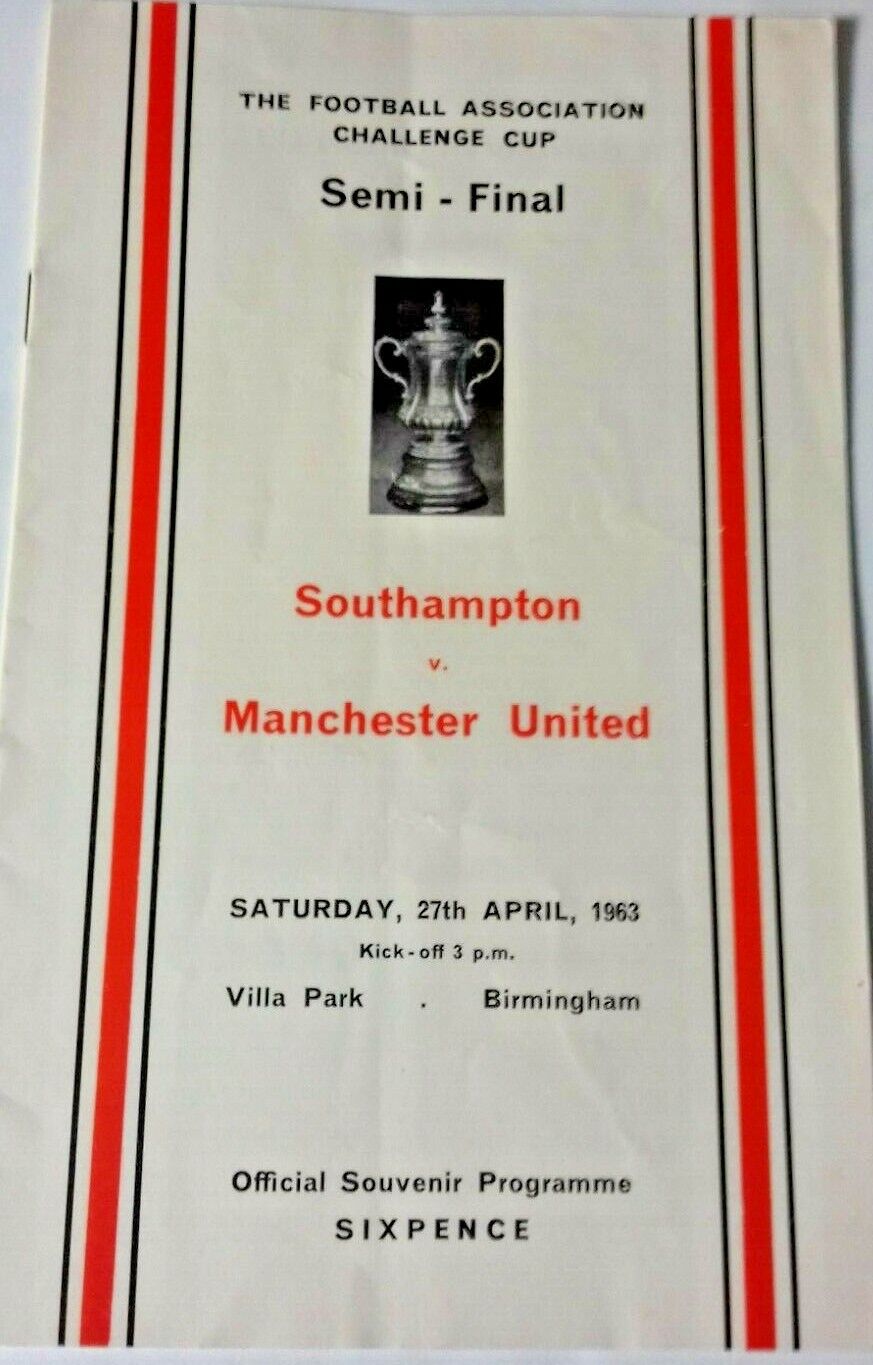 THE FOOTBALL ASSOCIATION
CHALLENGE CUP
Semi - Final
Southampton
v.
Manchester United
SATURDAY, 27th APRIL, 1963
Kick-off 3 p.m.
Villa Park . Birmingham
Official Souvenir Programme
SIXPENCE